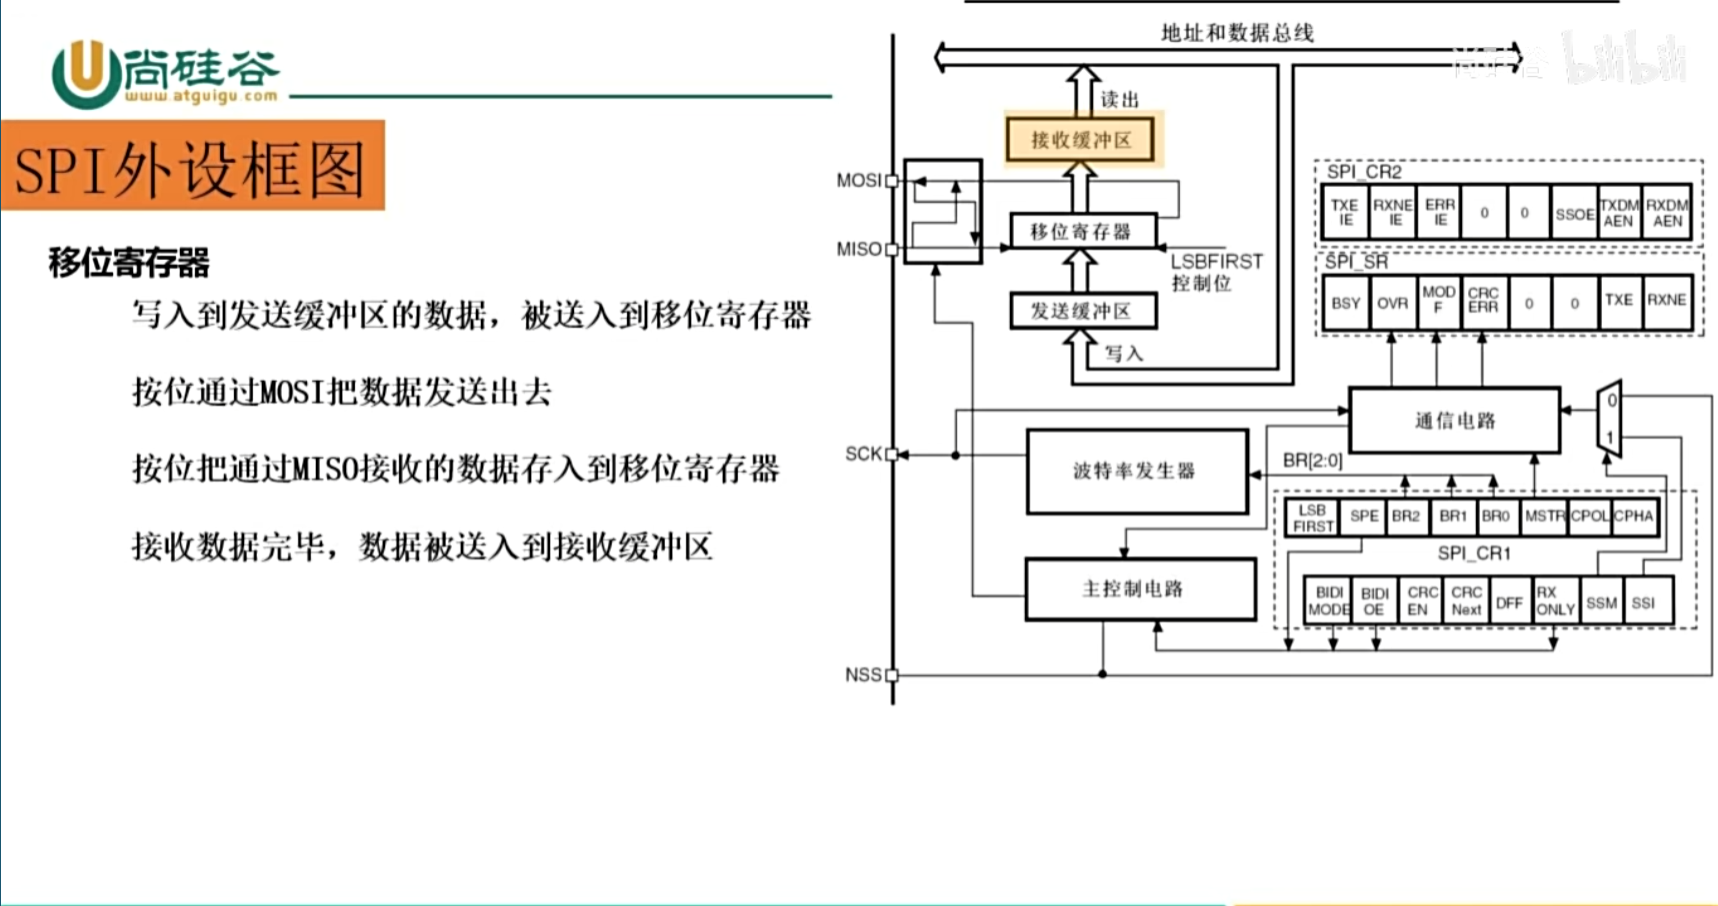 尚硅谷
www.atguigu.com
SPI外设框图
移位寄存器
写入到发送缓冲区的数据，被送入到移位寄存器
按位通过MOSI把数据发送出去
按位把通过MISO接收的数据存入到移位寄存器
接收数据完毕，数据被送入到接收缓冲区
地址和数据总线
尚硅谷 bilibili
读出
接收缓冲区
MOSI
移位寄存器
MISO
LSBFIRST
控制位
发送缓冲区
写入
SPI_CR2
TXE IE RXNE IE ERR IE 0 0 SSOE TXDM AEN RXDM AEN
SPI_SR
BSY OVR MOD F CRC ERR 0 0 TXE RXNE
通信电路
0
1
SCK
波特率发生器
BR[2:0]
LSB FIRST SPE BR2 BR1 BR0 MSTR CPOL CPHA
SPI_CR1
主控制电路
BIDI MODE BIDI OE CRC EN CRC Next DFF RX ONLY SSM SSI
NSS